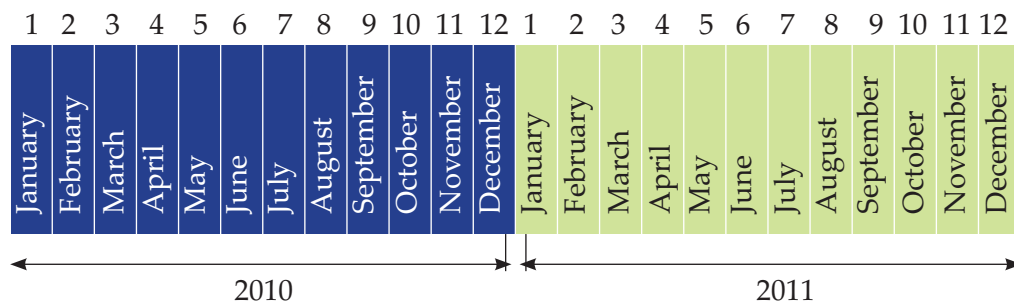 1 2 3 4 5 6 7 8 9 10 11 12 1 2 3 4 5 6 7 8 9 10 11 12
January
February
March
April
May
June
July
August
September
October
November
December
January
February
March
April
May
June
July
August
September
October
November
December
2010 2011